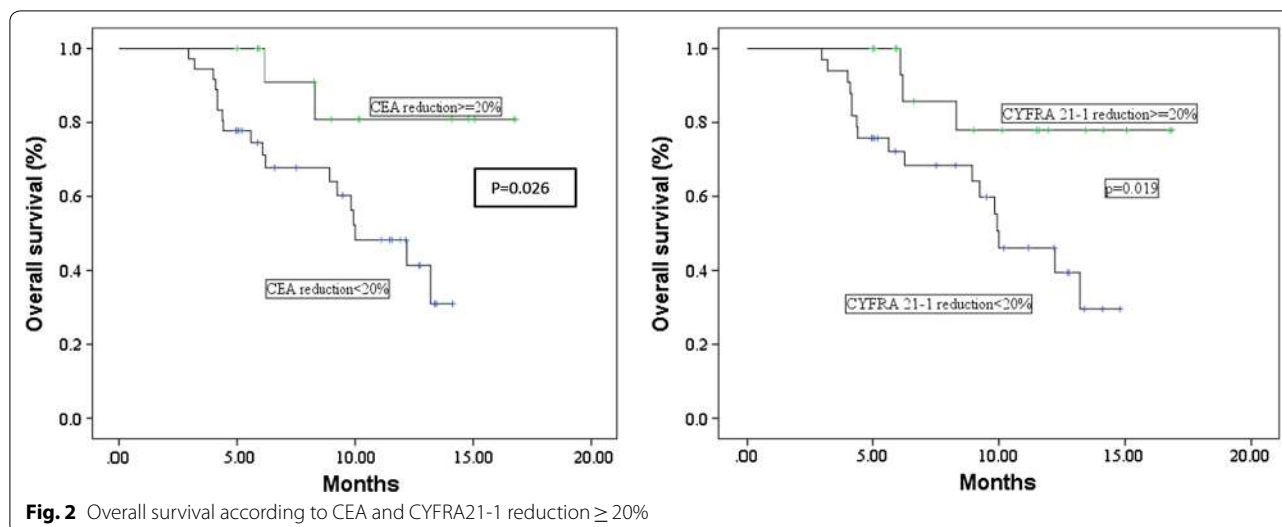 1.0
0.8
0.6
0.4
0.2
0.0
Overall survival (%)
CEA reduction>=20%
P=0.026
CEA reduction<20%
.00 5.00 10.00 15.00 20.00
Months
1.0
0.8
0.6
0.4
0.2
0.0
Overall survival (%)
CYFRA 21-1 reduction>=20%
p=0.019
CYFRA 21-1 reduction<20%
.00 5.00 10.00 15.00 20.00
Months
Fig. 2 Overall survival according to CEA and CYFRA21-1 reduction ≥ 20%